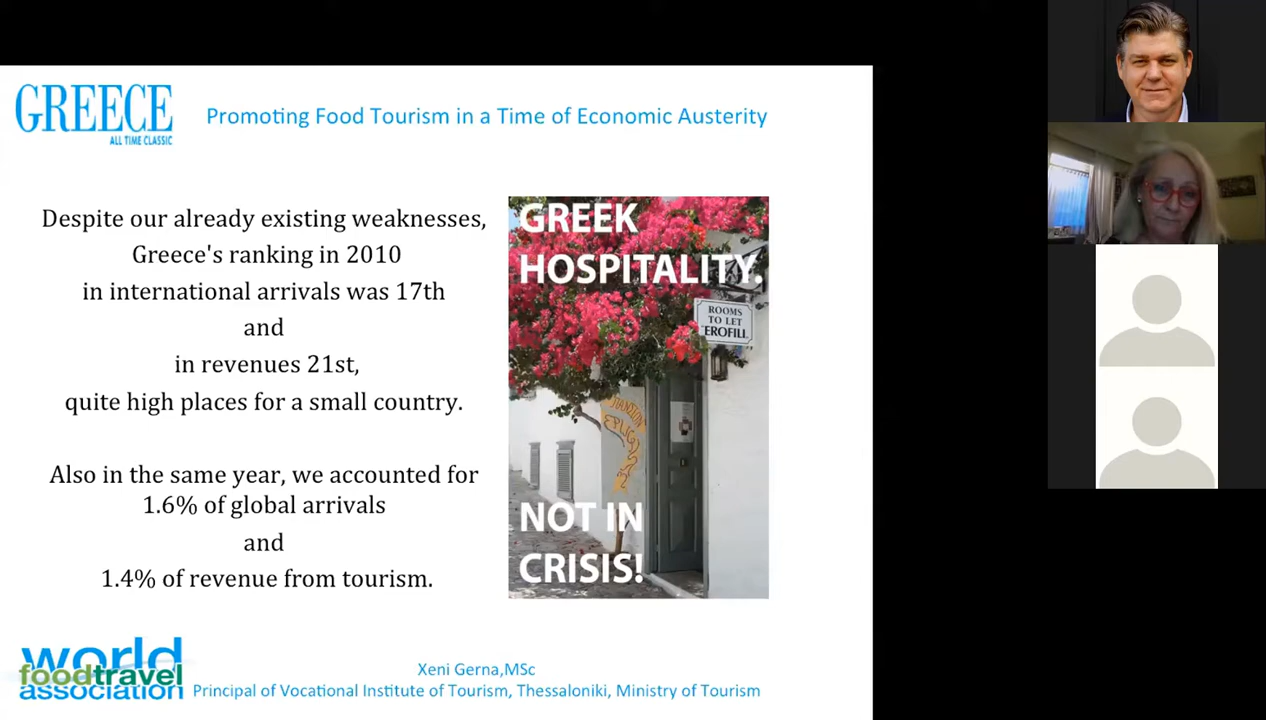 GREECE
ALL TIME CLASSIC
Promoting Food Tourism in a Time of Economic Austerity
Despite our already existing weaknesses,
Greece's ranking in 2010
in international arrivals was 17th
and
in revenues 21st,
quite high places for a small country.
Also in the same year, we accounted for
1.6% of global arrivals
and
1.4% of revenue from tourism.
GREEK
HOSPITALITY.
ROOMS
TO LET
EROFILI
NOT IN
CRISIS!
world
foodtravel
association
Xeni Gerna,MSc
Principal of Vocational Institute of Tourism, Thessaloniki, Ministry of Tourism